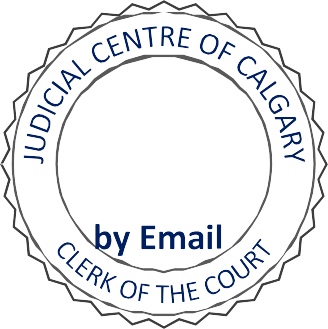 JUDICIAL CENTRE OF CALGARY
by Email
CLERK OF THE COURT